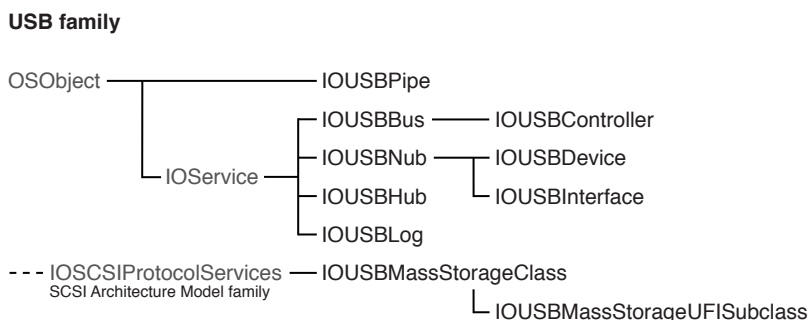 USB family
OSObject
IOUSBPipe
IOUSBBus
IOUSBController
IOUSBNub
IOUSBDevice
IOService
IOUSBHub
IOUSBInterface
IOUSBLog
IOSCSIProtocolServices
IOUSBMassStorageClass
SCSI Architecture Model family
IOUSBMassStorageUFISubclass